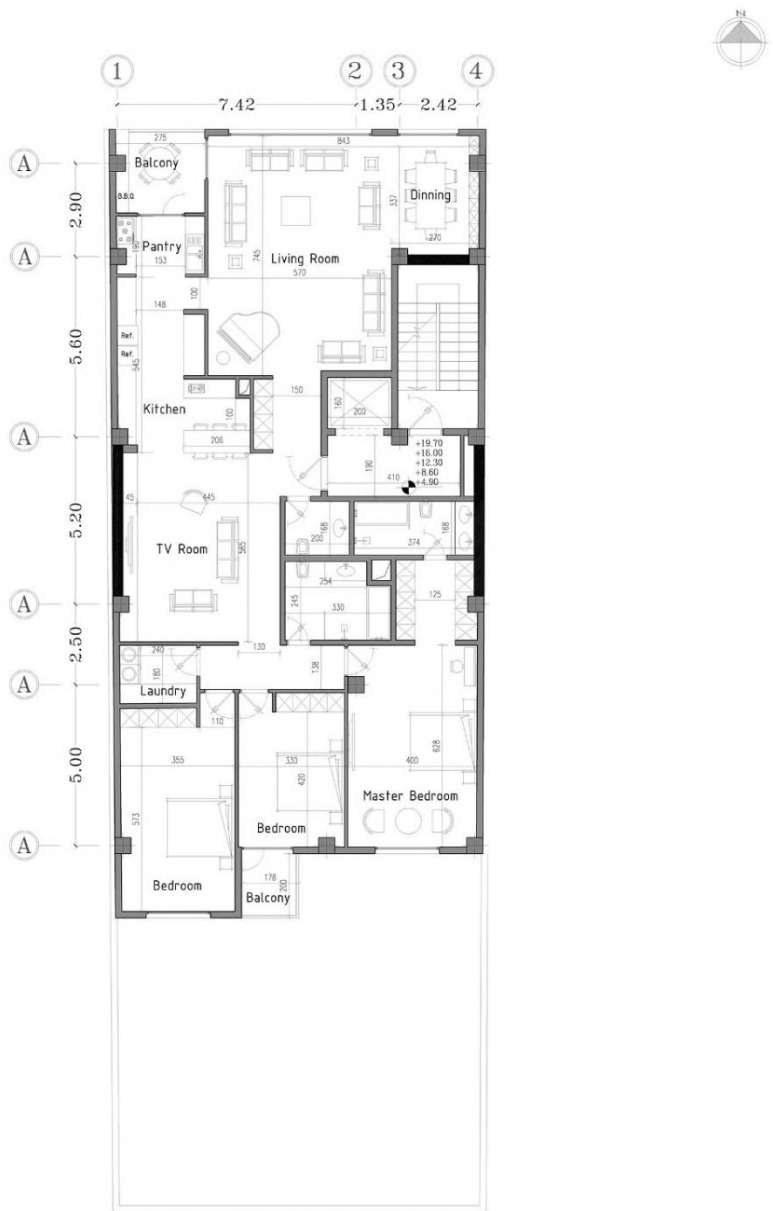 N
1 2 3 4
7.42 1.35 2.42
A
2.90
A
5.60
A
5.20
A
2.50
A
5.00
A
275
Balcony
B.B.Q
843
337
Dinning
270
Pantry
190
153
745
Living Room
570
148
100
Ref.
Ref.
545
Kitchen
100
206
150
160
200
190
410
+19.70
+16.00
+12.30
+8.60
+4.90
45
445
TV Room
585
168
200
168
374
254
245
330
125
240
180
Laundry
130
138
110
355
573
Bedroom
330
420
Bedroom
628
400
Master Bedroom
178
200
Balcony